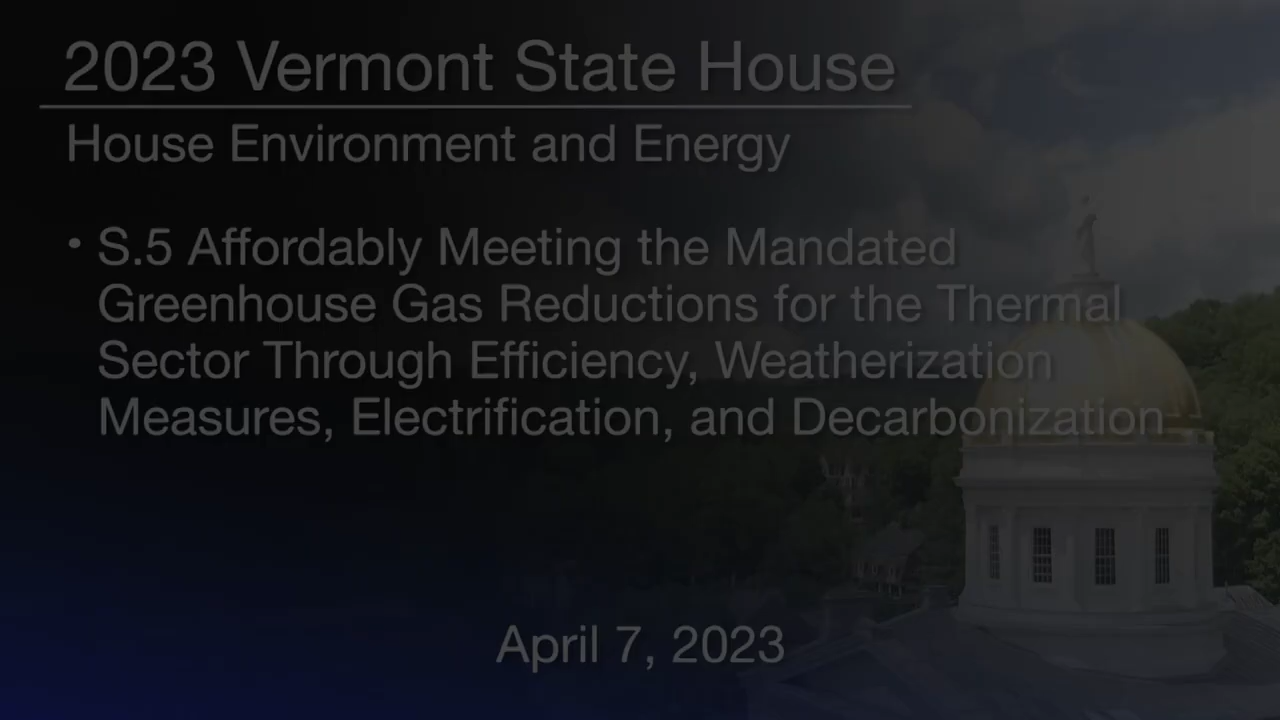 2023 Vermont State House
House Environment and Energy
• S.5 Affordably Meeting the Mandated
Greenhouse Gas Reductions for the Thermal
Sector Through Efficiency, Weatherization
Measures, Electrification, and Decarbonization
April 7, 2023